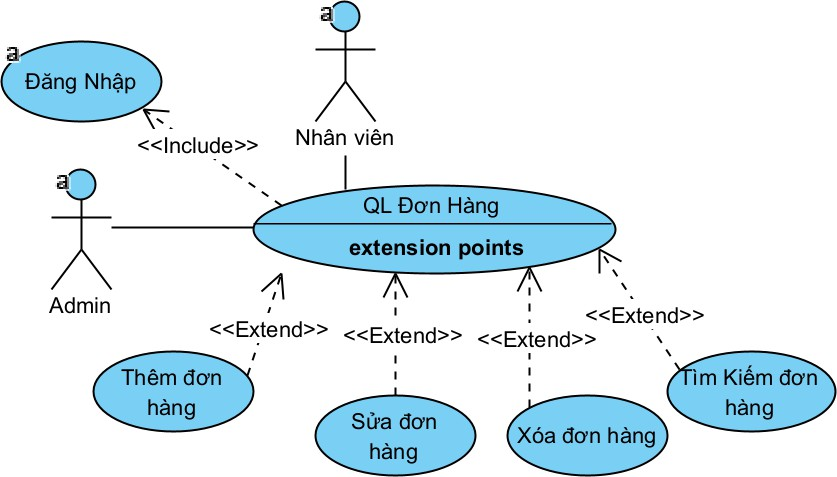 a
a
Đăng Nhập
Nhân viên
<<Include>>
a
QL Đơn Hàng
extension points
Admin
<<Extend>>
<<Extend>>
<<Extend>>
<<Extend>>
Thêm đơn
hàng
Sửa đơn
hàng
Xóa đơn hàng
Tìm Kiếm đơn
hàng